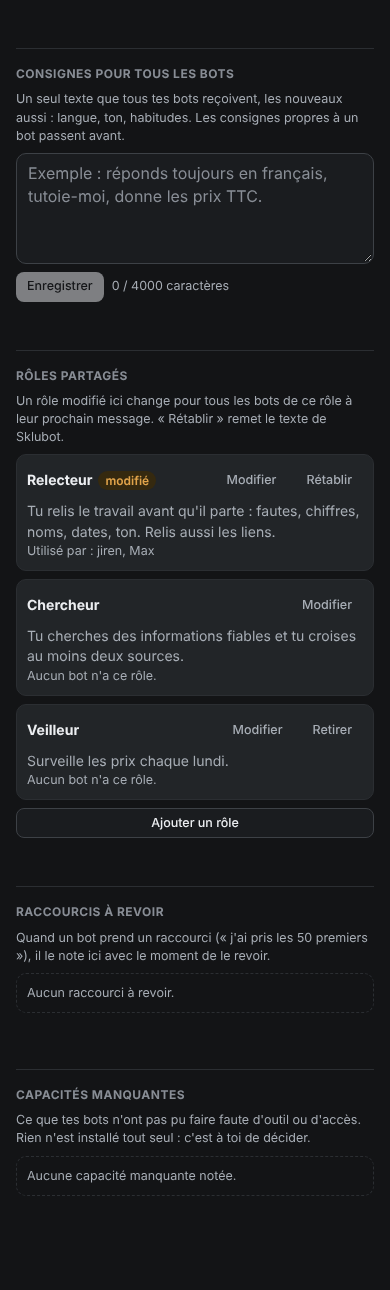 CONSIGNES POUR TOUS LES BOTS
Un seul texte que tous tes bots reçoivent, les nouveaux
aussi : langue, ton, habitudes. Les consignes propres à un
bot passent avant.
Exemple : réponds toujours en français,
tutoie-moi, donne les prix TTC.
Enregistrer 0 / 4000 caractères
RÔLES PARTAGÉS
Un rôle modifié ici change pour tous les bots de ce rôle à
leur prochain message. « Rétablir » remet le texte de
Sklubot.
Relecteur modifié Modifier Rétablir
Tu relis le travail avant qu'il parte : fautes, chiffres,
noms, dates, ton. Relis aussi les liens.
Utilisé par : jiren, Max
Chercheur Modifier
Tu cherches des informations fiables et tu croises
au moins deux sources.
Aucun bot n'a ce rôle.
Veilleur Modifier Retirer
Surveille les prix chaque lundi.
Aucun bot n'a ce rôle.
Ajouter un rôle
RACCOURCIS À REVOIR
Quand un bot prend un raccourci (« j'ai pris les 50 premiers
»), il le note ici avec le moment de le revoir.
Aucun raccourci à revoir.
CAPACITÉS MANQUANTES
Ce que tes bots n'ont pas pu faire faute d'outil ou d'accès.
Rien n'est installé tout seul : c'est à toi de décider.
Aucune capacité manquante notée.